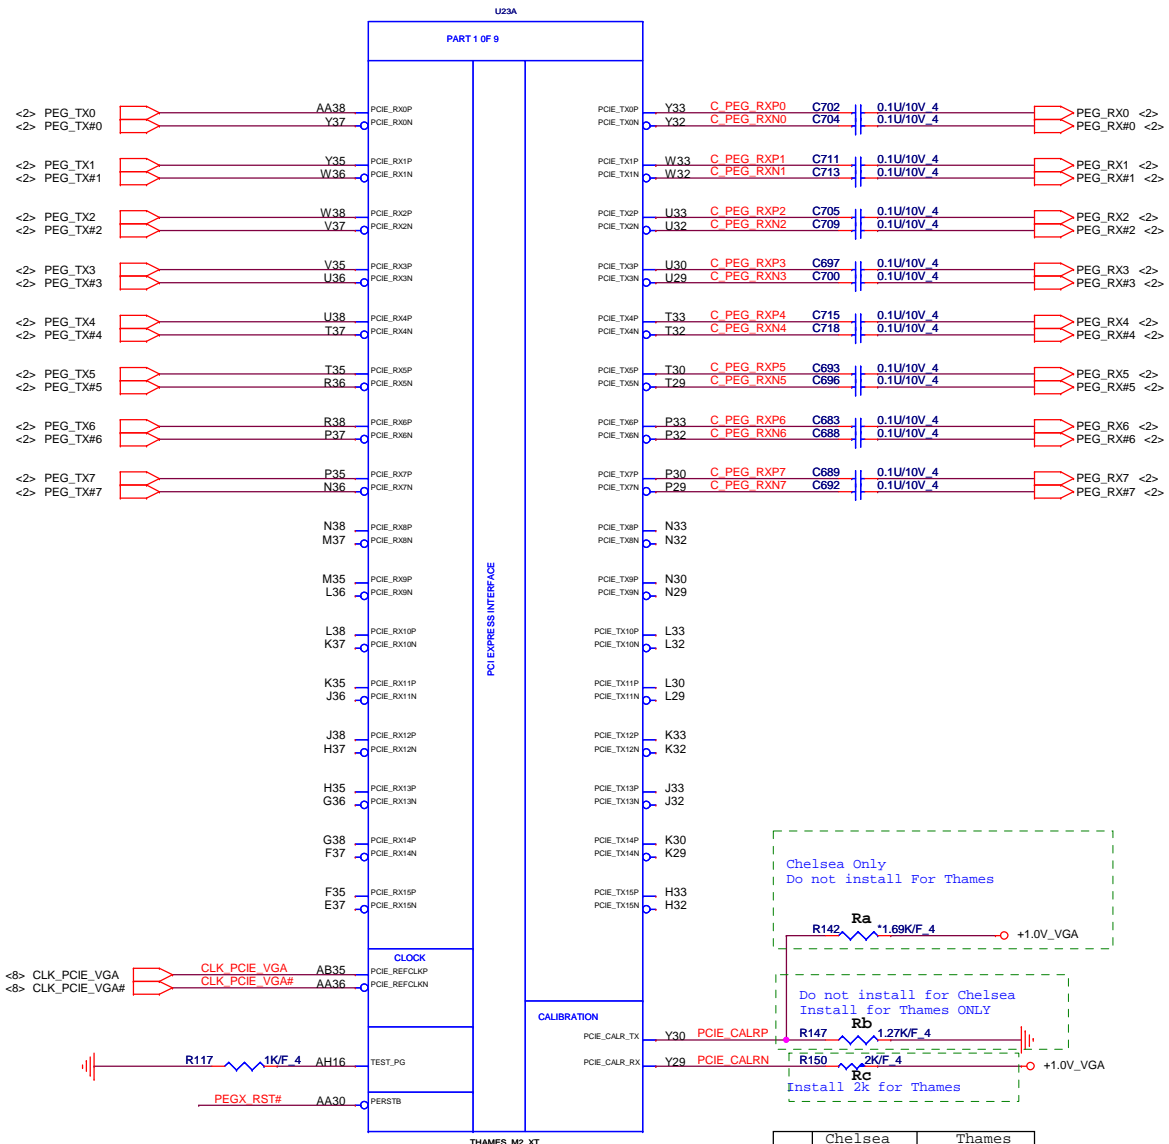 U23A
PART 1 0F 9
<2> PEG_TX0 AA38 PCIE_RX0P PCIE_TX0P Y33 C_PEG_RXP0 C702 0.1U/10V_4 PEG_RX0 <2>
<2> PEG_TX#0 Y37 PCIE_RX0N PCIE_TX0N Y32 C_PEG_RXN0 C704 0.1U/10V_4 PEG_RX#0 <2>
<2> PEG_TX1 Y35 PCIE_RX1P PCIE_TX1P W33 C_PEG_RXP1 C711 0.1U/10V_4 PEG_RX1 <2>
<2> PEG_TX#1 W36 PCIE_RX1N PCIE_TX1N W32 C_PEG_RXN1 C713 0.1U/10V_4 PEG_RX#1 <2>
<2> PEG_TX2 W38 PCIE_RX2P PCIE_TX2P U33 C_PEG_RXP2 C705 0.1U/10V_4 PEG_RX2 <2>
<2> PEG_TX#2 V37 PCIE_RX2N PCIE_TX2N U32 C_PEG_RXN2 C709 0.1U/10V_4 PEG_RX#2 <2>
<2> PEG_TX3 V35 PCIE_RX3P PCIE_TX3P U30 C_PEG_RXP3 C697 0.1U/10V_4 PEG_RX3 <2>
<2> PEG_TX#3 U36 PCIE_RX3N PCIE_TX3N U29 C_PEG_RXN3 C700 0.1U/10V_4 PEG_RX#3 <2>
<2> PEG_TX4 U38 PCIE_RX4P PCIE_TX4P T33 C_PEG_RXP4 C715 0.1U/10V_4 PEG_RX4 <2>
<2> PEG_TX#4 T37 PCIE_RX4N PCIE_TX4N T32 C_PEG_RXN4 C718 0.1U/10V_4 PEG_RX#4 <2>
<2> PEG_TX5 T35 PCIE_RX5P PCIE_TX5P T30 C_PEG_RXP5 C693 0.1U/10V_4 PEG_RX5 <2>
<2> PEG_TX#5 R36 PCIE_RX5N PCIE_TX5N T29 C_PEG_RXN5 C696 0.1U/10V_4 PEG_RX#5 <2>
<2> PEG_TX6 R38 PCIE_RX6P PCIE_TX6P P33 C_PEG_RXP6 C683 0.1U/10V_4 PEG_RX6 <2>
<2> PEG_TX#6 P37 PCIE_RX6N PCIE_TX6N P32 C_PEG_RXN6 C688 0.1U/10V_4 PEG_RX#6 <2>
<2> PEG_TX7 P35 PCIE_RX7P PCIE_TX7P P30 C_PEG_RXP7 C689 0.1U/10V_4 PEG_RX7 <2>
<2> PEG_TX#7 N36 PCIE_RX7N PCIE_TX7N P29 C_PEG_RXN7 C692 0.1U/10V_4 PEG_RX#7 <2>
N38 PCIE_RX8P PCIE_TX8P N33
M37 PCIE_RX8N PCIE_TX8N N32
M35 PCIE_RX9P PCIE_TX9P N30
L36 PCIE_RX9N PCIE_TX9N N29
L38 PCIE_RX10P PCIE_TX10P L33
K37 PCIE_RX10N PCIE_TX10N L32
PCI EXPRESS INTERFACE
K35 PCIE_RX11P PCIE_TX11P L30
J36 PCIE_RX11N PCIE_TX11N L29
J38 PCIE_RX12P PCIE_TX12P K33
H37 PCIE_RX12N PCIE_TX12N K32
H35 PCIE_RX13P PCIE_TX13P J33
G36 PCIE_RX13N PCIE_TX13N J32
G38 PCIE_RX14P PCIE_TX14P K30
F37 PCIE_RX14N PCIE_TX14N K29
F35 PCIE_RX15P PCIE_TX15P H33
E37 PCIE_RX15N PCIE_TX15N H32
Chelsea Only
Do not install For Thames
Ra
R142 *1.69K/F_4 +1.0V_VGA
CLOCK
<8> CLK_PCIE_VGA CLK_PCIE_VGA AB35 PCIE_REFCLKP
<8> CLK_PCIE_VGA# CLK_PCIE_VGA# AA36 PCIE_REFCLKN
Do not install for Chelsea
Install for Thames ONLY
CALIBRATION
Rb
PCIE_CALR_TX Y30 PCIE_CALRP R147 1.27K/F_4
R117 1K/F_4 AH16 TEST_PG PCIE_CALR_RX Y29 PCIE_CALRN R150 2K/F_4 +1.0V_VGA
Rc
Install 2k for Thames
PEGX_RST# AA30 PERSTB
THAMES_M2_XT
Chelsea Thames